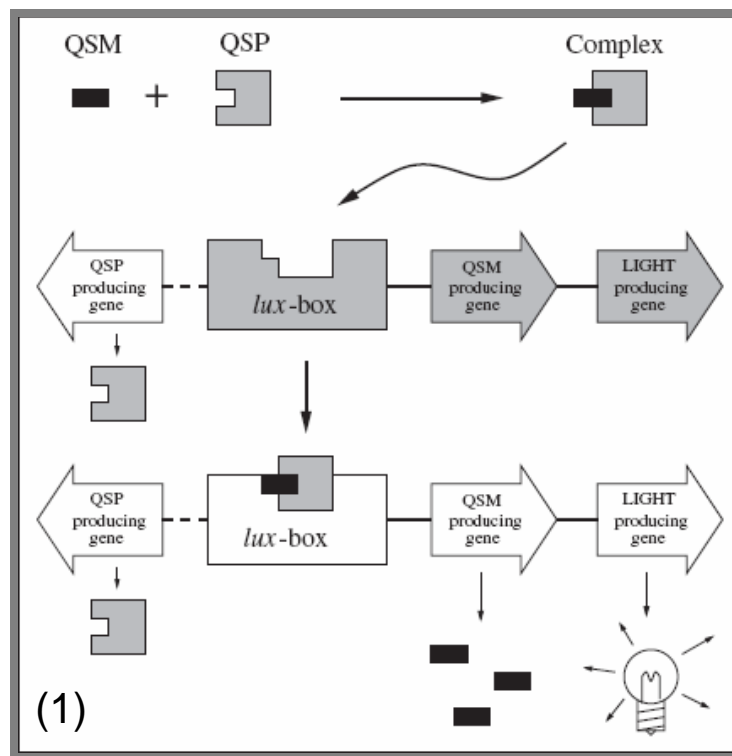 QSM QSP Complex
+
QSP
producing
gene
lux-box
QSM
producing
gene
LIGHT
producing
gene
QSP
producing
gene
lux-box
QSM
producing
gene
LIGHT
producing
gene
(1)